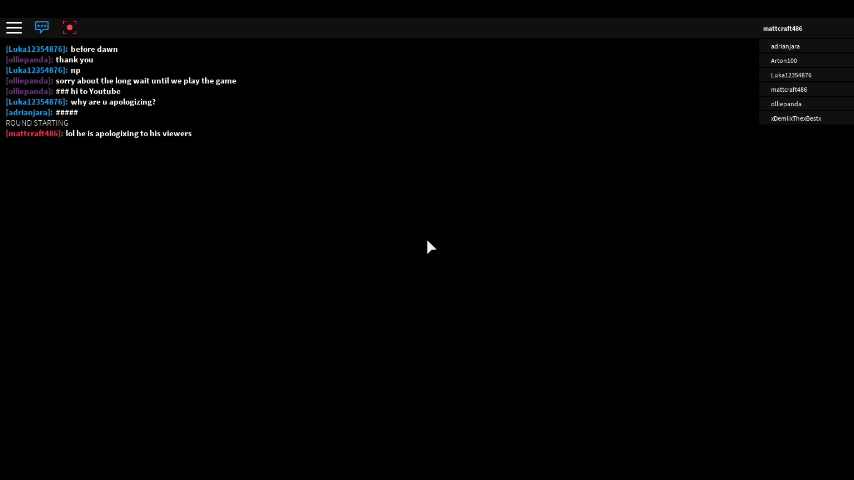 mattcraft486
[Luka12354876]: before dawn
[olliepanda]: thank you
[Luka12354876]: np
[olliepanda]: sorry about the long wait until we play the game
[olliepanda]: ### hi to Youtube
[Luka12354876]: why are u apologizing?
[adrianjara]: #####
ROUND STARTING
[mattcraft486]: lol he is apologixing to his viewers
adrianjara
Arton100
Luka12354876
mattcraft486
olliepanda